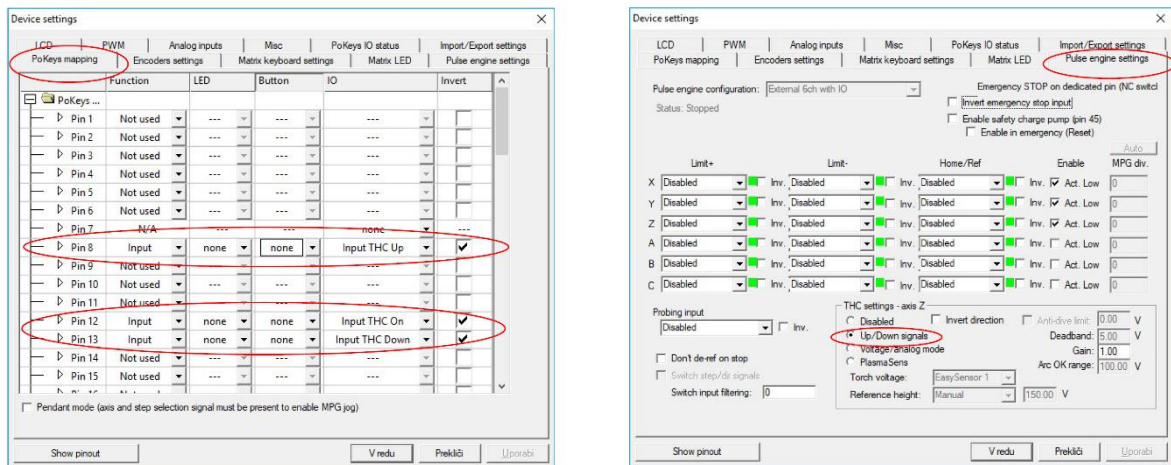 Device settings
LCD PWM Analog inputs Misc PoKeys IO status Import/Export settings
PoKeys mapping Encoders settings Matrix keyboard settings Matrix LED Pulse engine settings
Function LED Button IO Invert
PoKeys ...
Pin 1 Not used --- --- ---
Pin 2 Not used --- --- ---
Pin 3 Not used --- --- ---
Pin 4 Not used --- --- ---
Pin 5 Not used --- --- ---
Pin 6 Not used --- --- ---
Pin 7 N/A --- --- none ---
Pin 8 Input none none Input THC Up
Pin 9 Not used --- --- ---
Pin 10 Not used --- --- ---
Pin 11 Not used --- --- ---
Pin 12 Input none none Input THC On
Pin 13 Input none none Input THC Down
Pin 14 Not used --- --- ---
Pin 15 Not used --- --- ---
Pendant mode (axis and step selection signal must be present to enable MPG jog)
Show pinout V redu Prekliči Uporabi
Device settings
LCD PWM Analog inputs Misc PoKeys IO status Import/Export settings
PoKeys mapping Encoders settings Matrix keyboard settings Matrix LED Pulse engine settings
Pulse engine configuration: External 6ch with IO
Status: Stopped
Emergency STOP on dedicated pin (NC switcl
Invert emergency stop input
Enable safety charge pump (pin 45)
Enable in emergency (Reset)
Auto
Limit+ Limit- Home/Ref Enable MPG div.
X Disabled Inv. Disabled Inv. Disabled Inv. Act. Low 0
Y Disabled Inv. Disabled Inv. Disabled Inv. Act. Low 0
Z Disabled Inv. Disabled Inv. Disabled Inv. Act. Low 0
A Disabled Inv. Disabled Inv. Disabled Inv. Act. Low 0
B Disabled Inv. Disabled Inv. Disabled Inv. Act. Low 0
C Disabled Inv. Disabled Inv. Disabled Inv. Act. Low 0
Probing input
Disabled Inv.
Don't de-ref on stop
Switch step/dir signals
Switch input filtering: 0
THC settings - axis Z
Disabled Invert direction Anti-dive limit: 0.00 V
Up/Down signals Deadband: 5.00 V
Voltage/analog mode Gain: 1.00
PlasmaSens Arc OK range: 100.00 V
Torch voltage: EasySensor 1
Reference height: Manual 150.00 V
Show pinout V redu Prekliči Uporabi